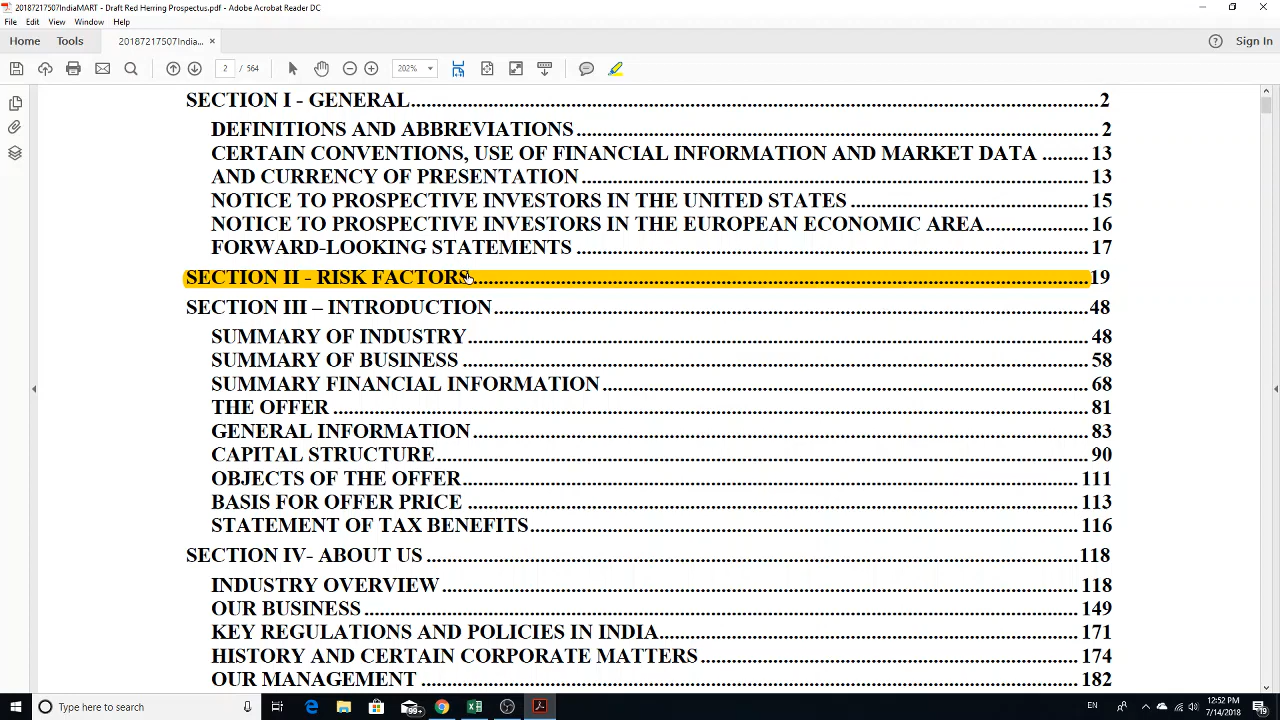 20187217507IndiaMART - Draft Red Herring Prospectus.pdf - Adobe Acrobat Reader DC
File Edit View Window Help
Home Tools 20187217507India... × Sign In
2 / 564 202%
SECTION I - GENERAL 2
DEFINITIONS AND ABBREVIATIONS 2
CERTAIN CONVENTIONS, USE OF FINANCIAL INFORMATION AND MARKET DATA 13
AND CURRENCY OF PRESENTATION 13
NOTICE TO PROSPECTIVE INVESTORS IN THE UNITED STATES 15
NOTICE TO PROSPECTIVE INVESTORS IN THE EUROPEAN ECONOMIC AREA 16
FORWARD-LOOKING STATEMENTS 17
SECTION II - RISK FACTORS 19
SECTION III – INTRODUCTION 48
SUMMARY OF INDUSTRY 48
SUMMARY OF BUSINESS 58
SUMMARY FINANCIAL INFORMATION 68
THE OFFER 81
GENERAL INFORMATION 83
CAPITAL STRUCTURE 90
OBJECTS OF THE OFFER 111
BASIS FOR OFFER PRICE 113
STATEMENT OF TAX BENEFITS 116
SECTION IV- ABOUT US 118
INDUSTRY OVERVIEW 118
OUR BUSINESS 149
KEY REGULATIONS AND POLICIES IN INDIA 171
HISTORY AND CERTAIN CORPORATE MATTERS 174
OUR MANAGEMENT 182
Type here to search 99+ EN 12:52 PM
7/14/2018 19